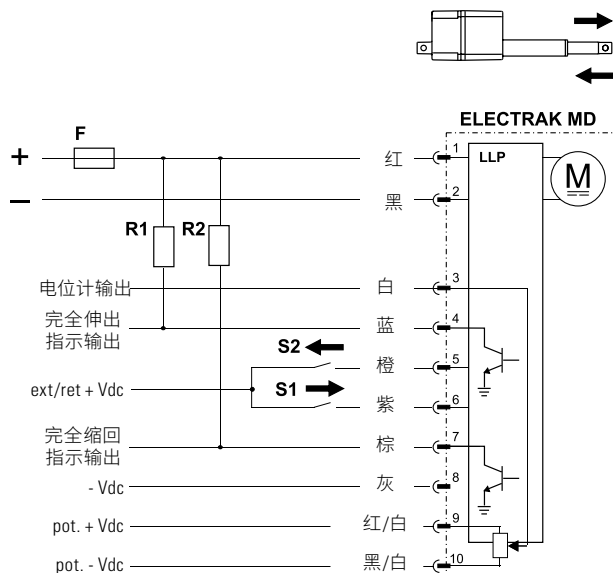 ELECTRAK MD
F
+ 红 1 LLP M
– 黑 2
R1 R2
电位计输出 白 3
完全伸出
指示输出 蓝 4
S2 橙 5
ext/ret + Vdc S1 紫 6
完全缩回
指示输出 棕 7
- Vdc 灰 8
pot. + Vdc 红/白 9
pot. - Vdc 黑/白 10